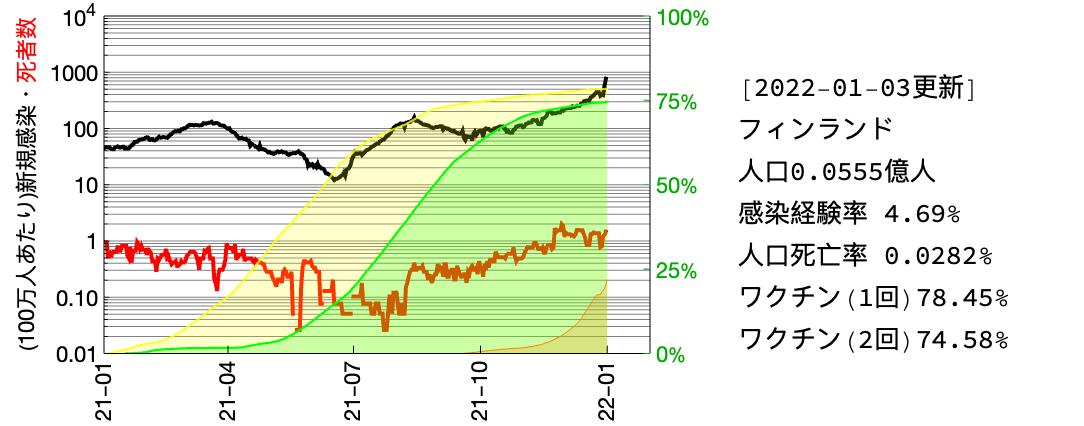 (100万人あたり)新規感染・死者数
10^4
1000
100
10
1
0.1
0.10
0.01
100%
75%
50%
25%
0%
21-01
21-04
21-07
21-10
22-01
[2022-01-03更新]
フィンランド
人口0.0555億人
感染経験率 4.69%
人口死亡率 0.0282%
ワクチン(1回)78.45%
ワクチン(2回)74.58%